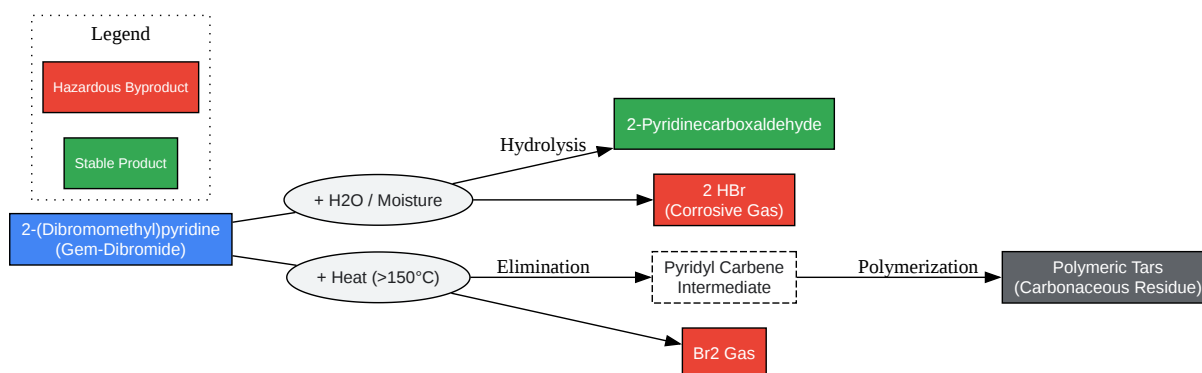 Legend
Hazardous Byproduct
Stable Product
2-(Dibromomethyl)pyridine
(Gem-Dibromide)
+ H2O / Moisture
Hydrolysis
2-Pyridinecarboxaldehyde
2 HBr
(Corrosive Gas)
+ Heat (>150°C)
Elimination
Pyridyl Carbene
Intermediate
Polymerization
Polymeric Tars
(Carbonaceous Residue)
Br2 Gas